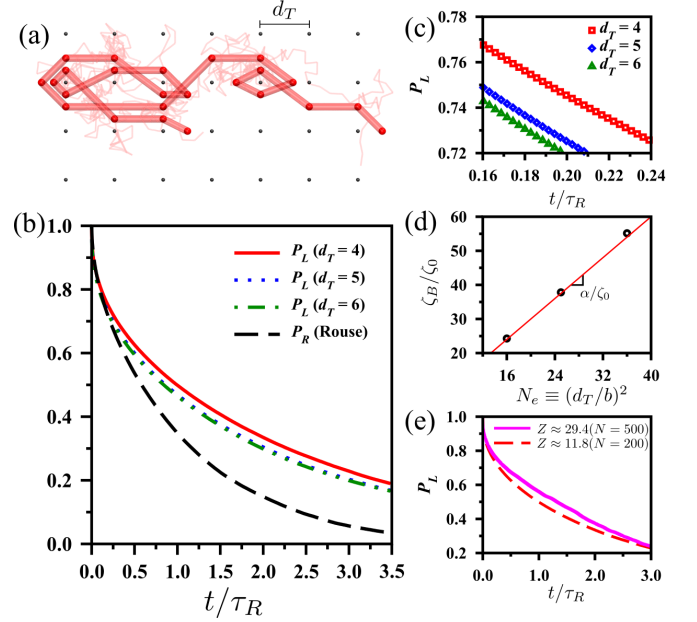 (a)
d_T
(c)
P_L
0.78
0.76
0.74
0.72
d_T = 4
d_T = 5
d_T = 6
0.16 0.18 0.20 0.22 0.24
t/τ_R
(b)
1.0
0.8
0.6
0.4
0.2
0.0
P_L (d_T = 4)
P_L (d_T = 5)
P_L (d_T = 6)
P_R (Rouse)
0.0 0.5 1.0 1.5 2.0 2.5 3.0 3.5
t/τ_R
(d)
ζ_B/ζ_0
60
50
40
30
20
α/ζ_0
16 24 32 40
N_e ≡ (d_T/b)^2
(e)
P_L
1.0
0.8
0.6
0.4
0.2
Z ≈ 29.4(N = 500)
Z ≈ 11.8(N = 200)
0.0 1.0 2.0 3.0
t/τ_R